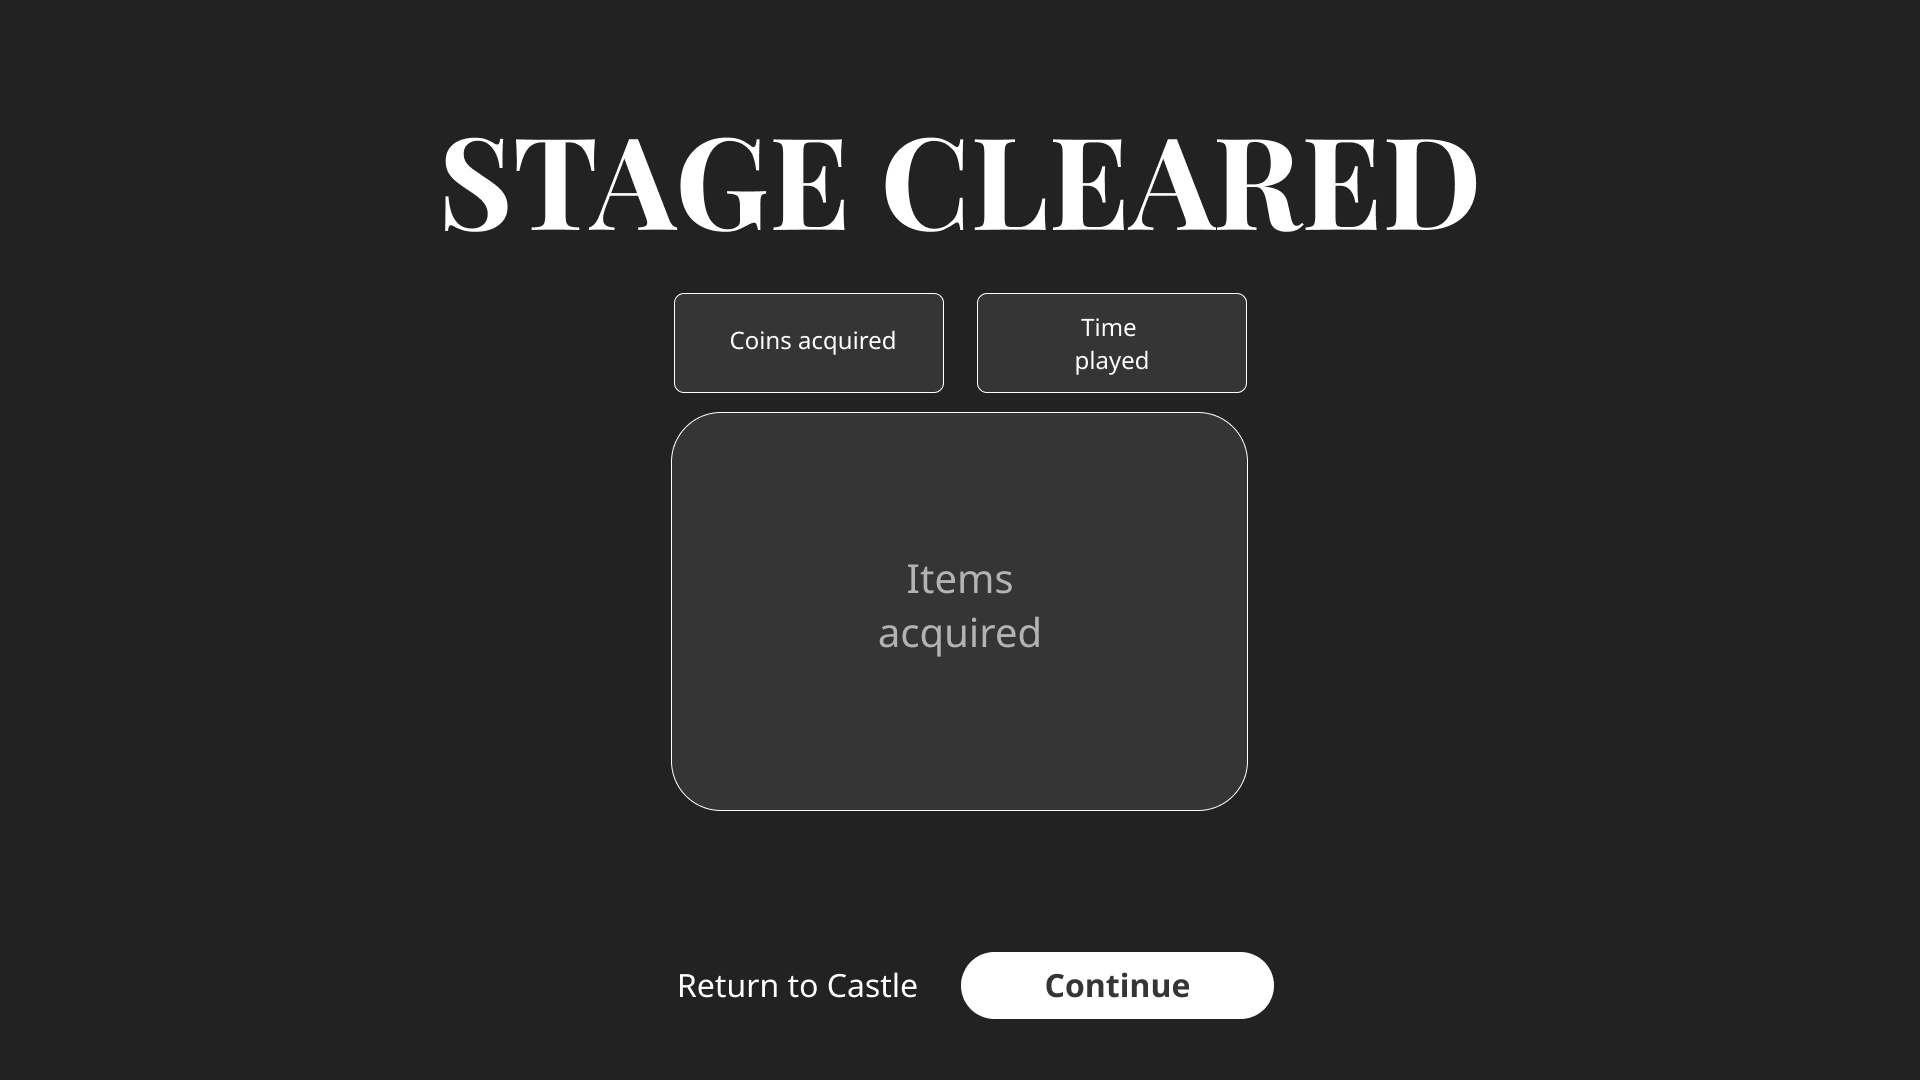 STAGE CLEARED
Coins acquired
Time
played
Items
acquired
Return to Castle
Continue